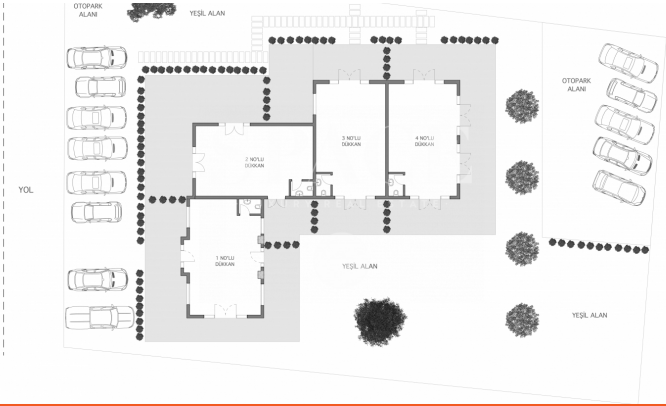 OTOPARK
ALANI
YEŞİL ALAN
OTOPARK
ALANI
3 NO'LU
DÜKKAN
4 NO'LU
DÜKKAN
2 NO'LU
DÜKKAN
YOL
1 NO'LU
DÜKKAN
YEŞİL ALAN
YEŞİL ALAN